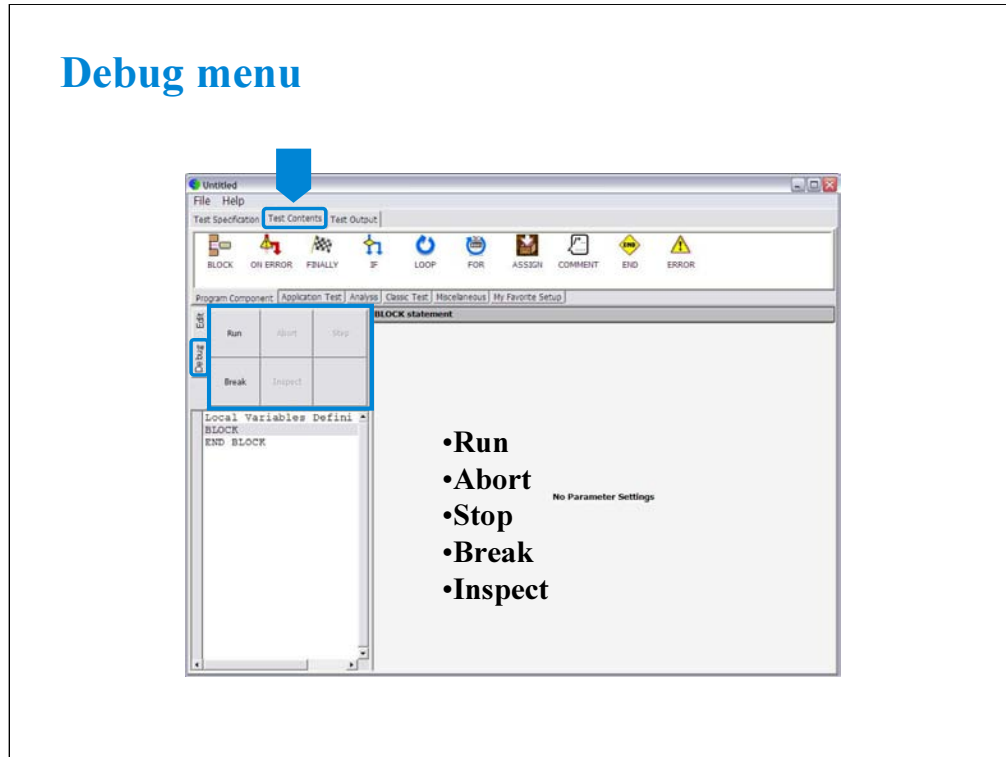 Debug menu
Untitled
File Help
Test Specification Test Contents Test Output
BLOCK ON ERROR FINALLY IF LOOP FOR ASSIGN COMMENT END ERROR
END
Program Component Application Test Analysis Classic Test Miscellaneous My Favorite Setup
Edit
Debug
BLOCK statement
Run Abort Stop
Break Inspect
Local Variables Defini
BLOCK
END BLOCK
•Run
•Abort
No Parameter Settings
•Stop
•Break
•Inspect